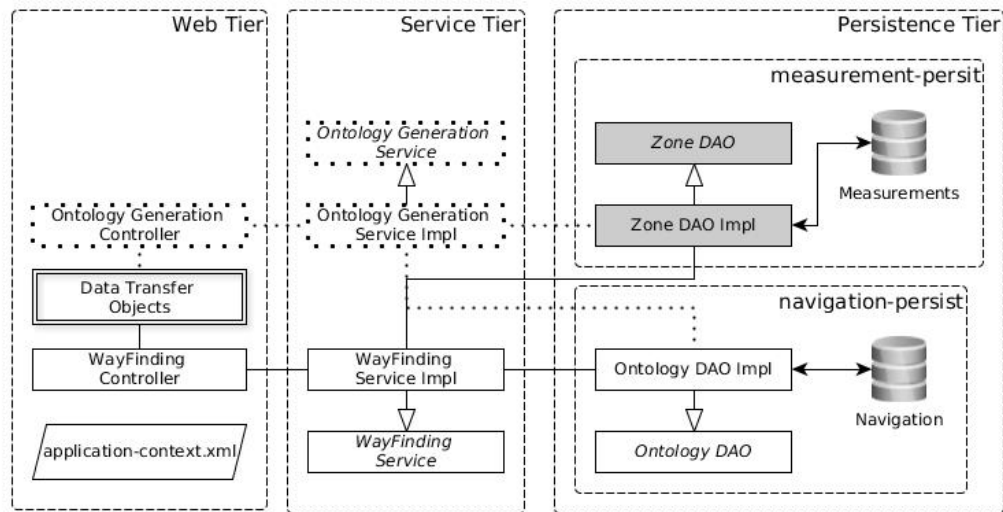 Web Tier
Service Tier
Persistence Tier
measurement-persit
Ontology Generation
Service
Zone DAO
Measurements
Ontology Generation
Controller
Ontology Generation
Service Impl
Zone DAO Impl
Data Transfer
Objects
navigation-persist
WayFinding
Controller
WayFinding
Service Impl
Ontology DAO Impl
Navigation
application-context.xml
WayFinding
Service
Ontology DAO